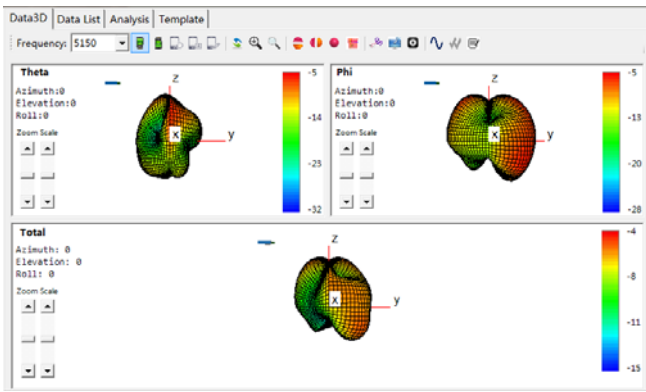 Data3D Data List Analysis Template
Frequency: 5150
Theta
Azimuth:0
Elevation:0
Roll:0
Zoom Scale
z
x
y
-5
-14
-23
-32
Phi
Azimuth:0
Elevation:0
Roll:0
Zoom Scale
z
x
y
-5
-13
-20
-28
Total
Azimuth: 0
Elevation: 0
Roll: 0
Zoom Scale
z
x
y
-4
-8
-11
-15